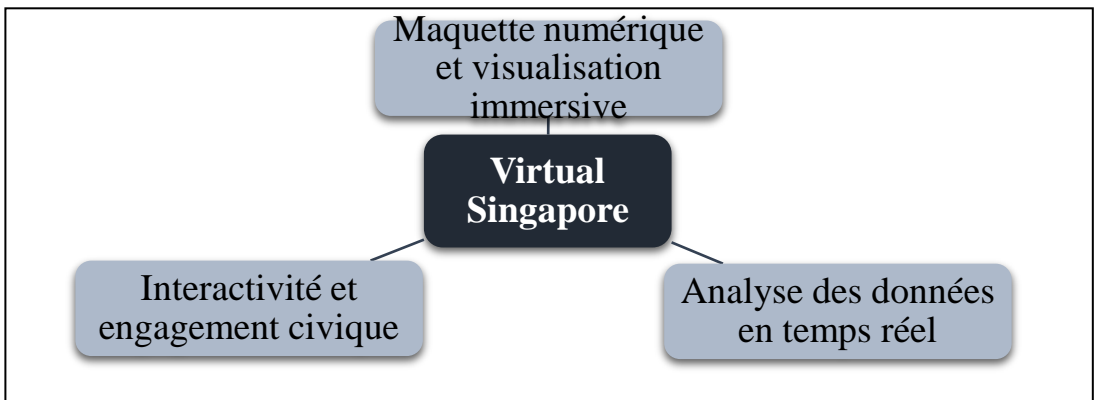 Maquette numérique
et visualisation
immersive
Virtual
Singapore
Interactivité et
engagement civique
Analyse des données
en temps réel